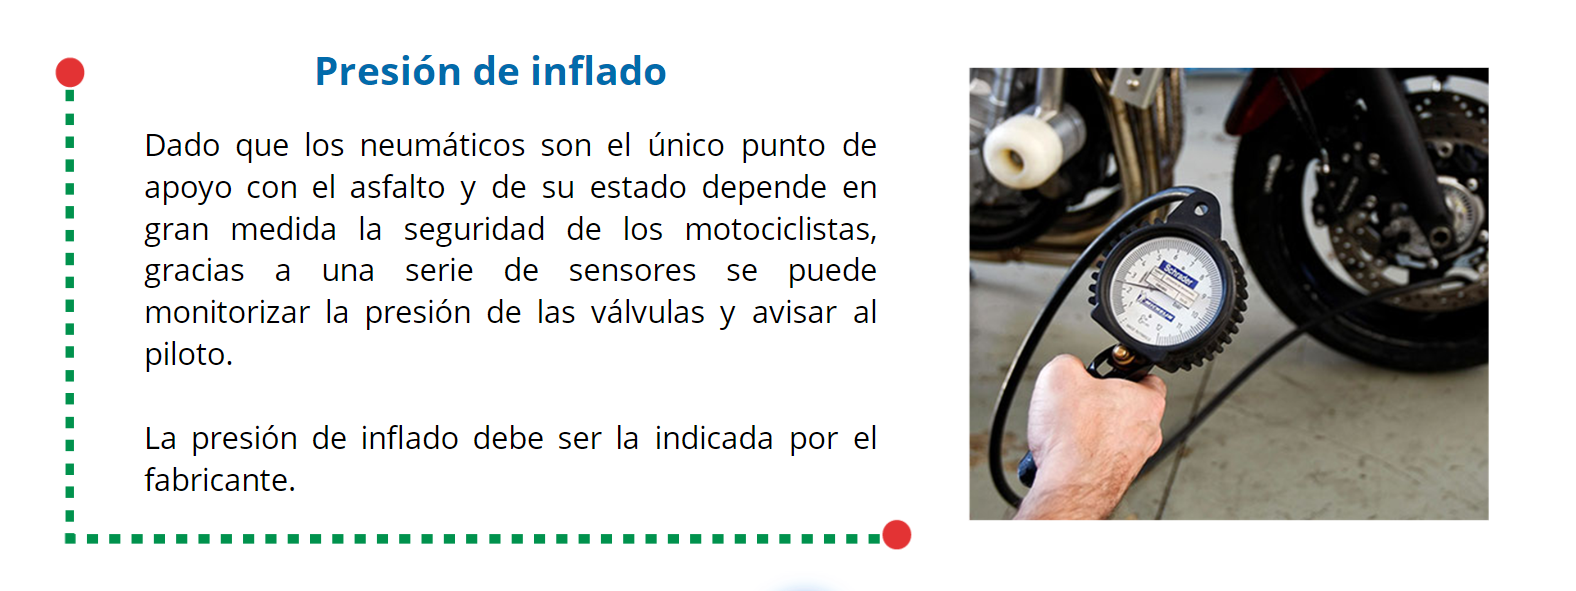 Presión de inflado
Dado que los neumáticos son el único punto de
apoyo con el asfalto y de su estado depende en
gran medida la seguridad de los motociclistas,
gracias a una serie de sensores se puede
monitorizar la presión de las válvulas y avisar al
piloto.
La presión de inflado debe ser la indicada por el
fabricante.
Schrader
MICHELIN